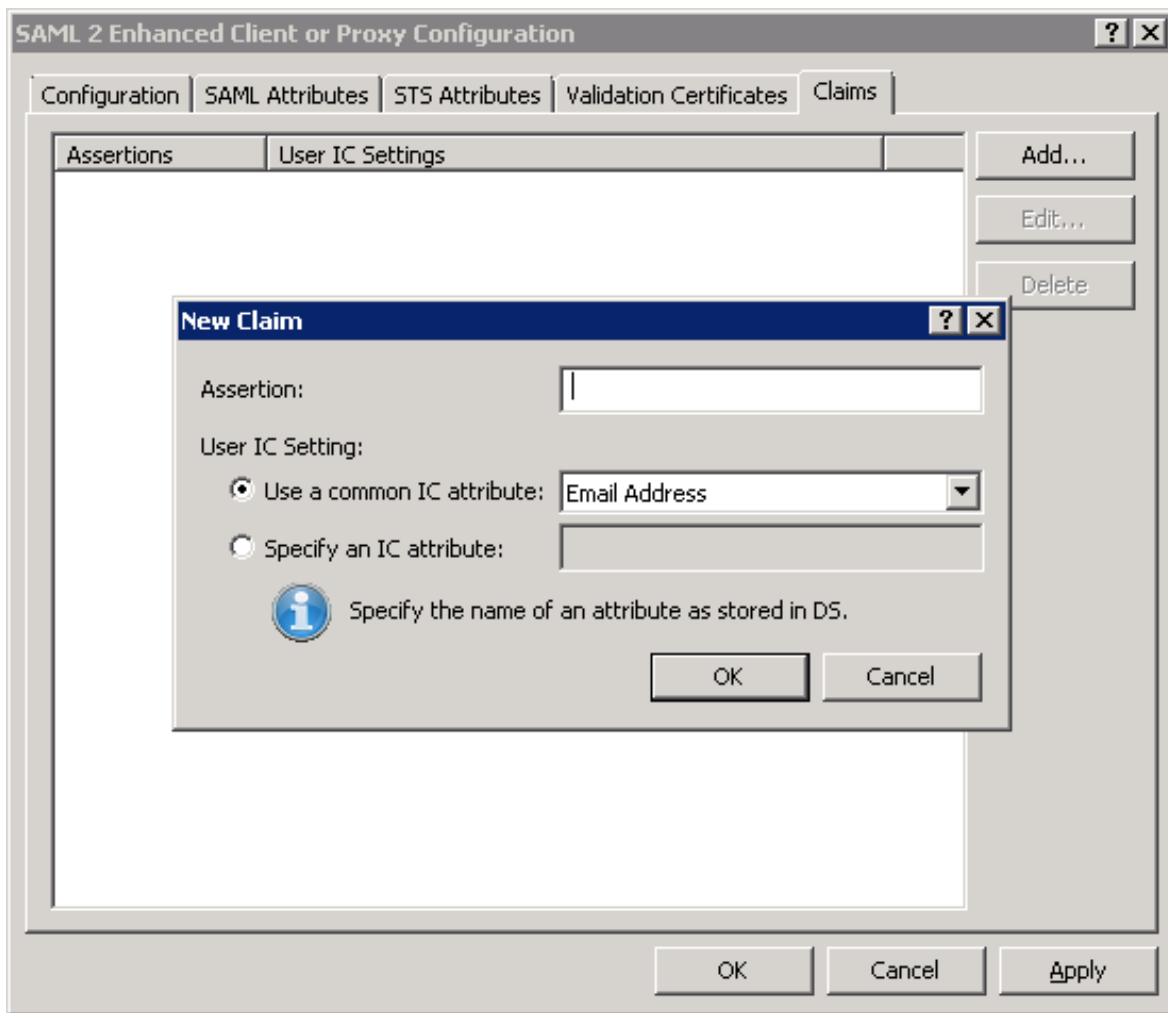 SAML 2 Enhanced Client or Proxy Configuration ?
Configuration SAML Attributes STS Attributes Validation Certificates Claims
Assertions User IC Settings Add...
Edit...
Delete
New Claim ?
Assertion:
User IC Setting:
Use a common IC attribute: Email Address
Specify an IC attribute:
i Specify the name of an attribute as stored in DS.
OK Cancel
OK Cancel Apply